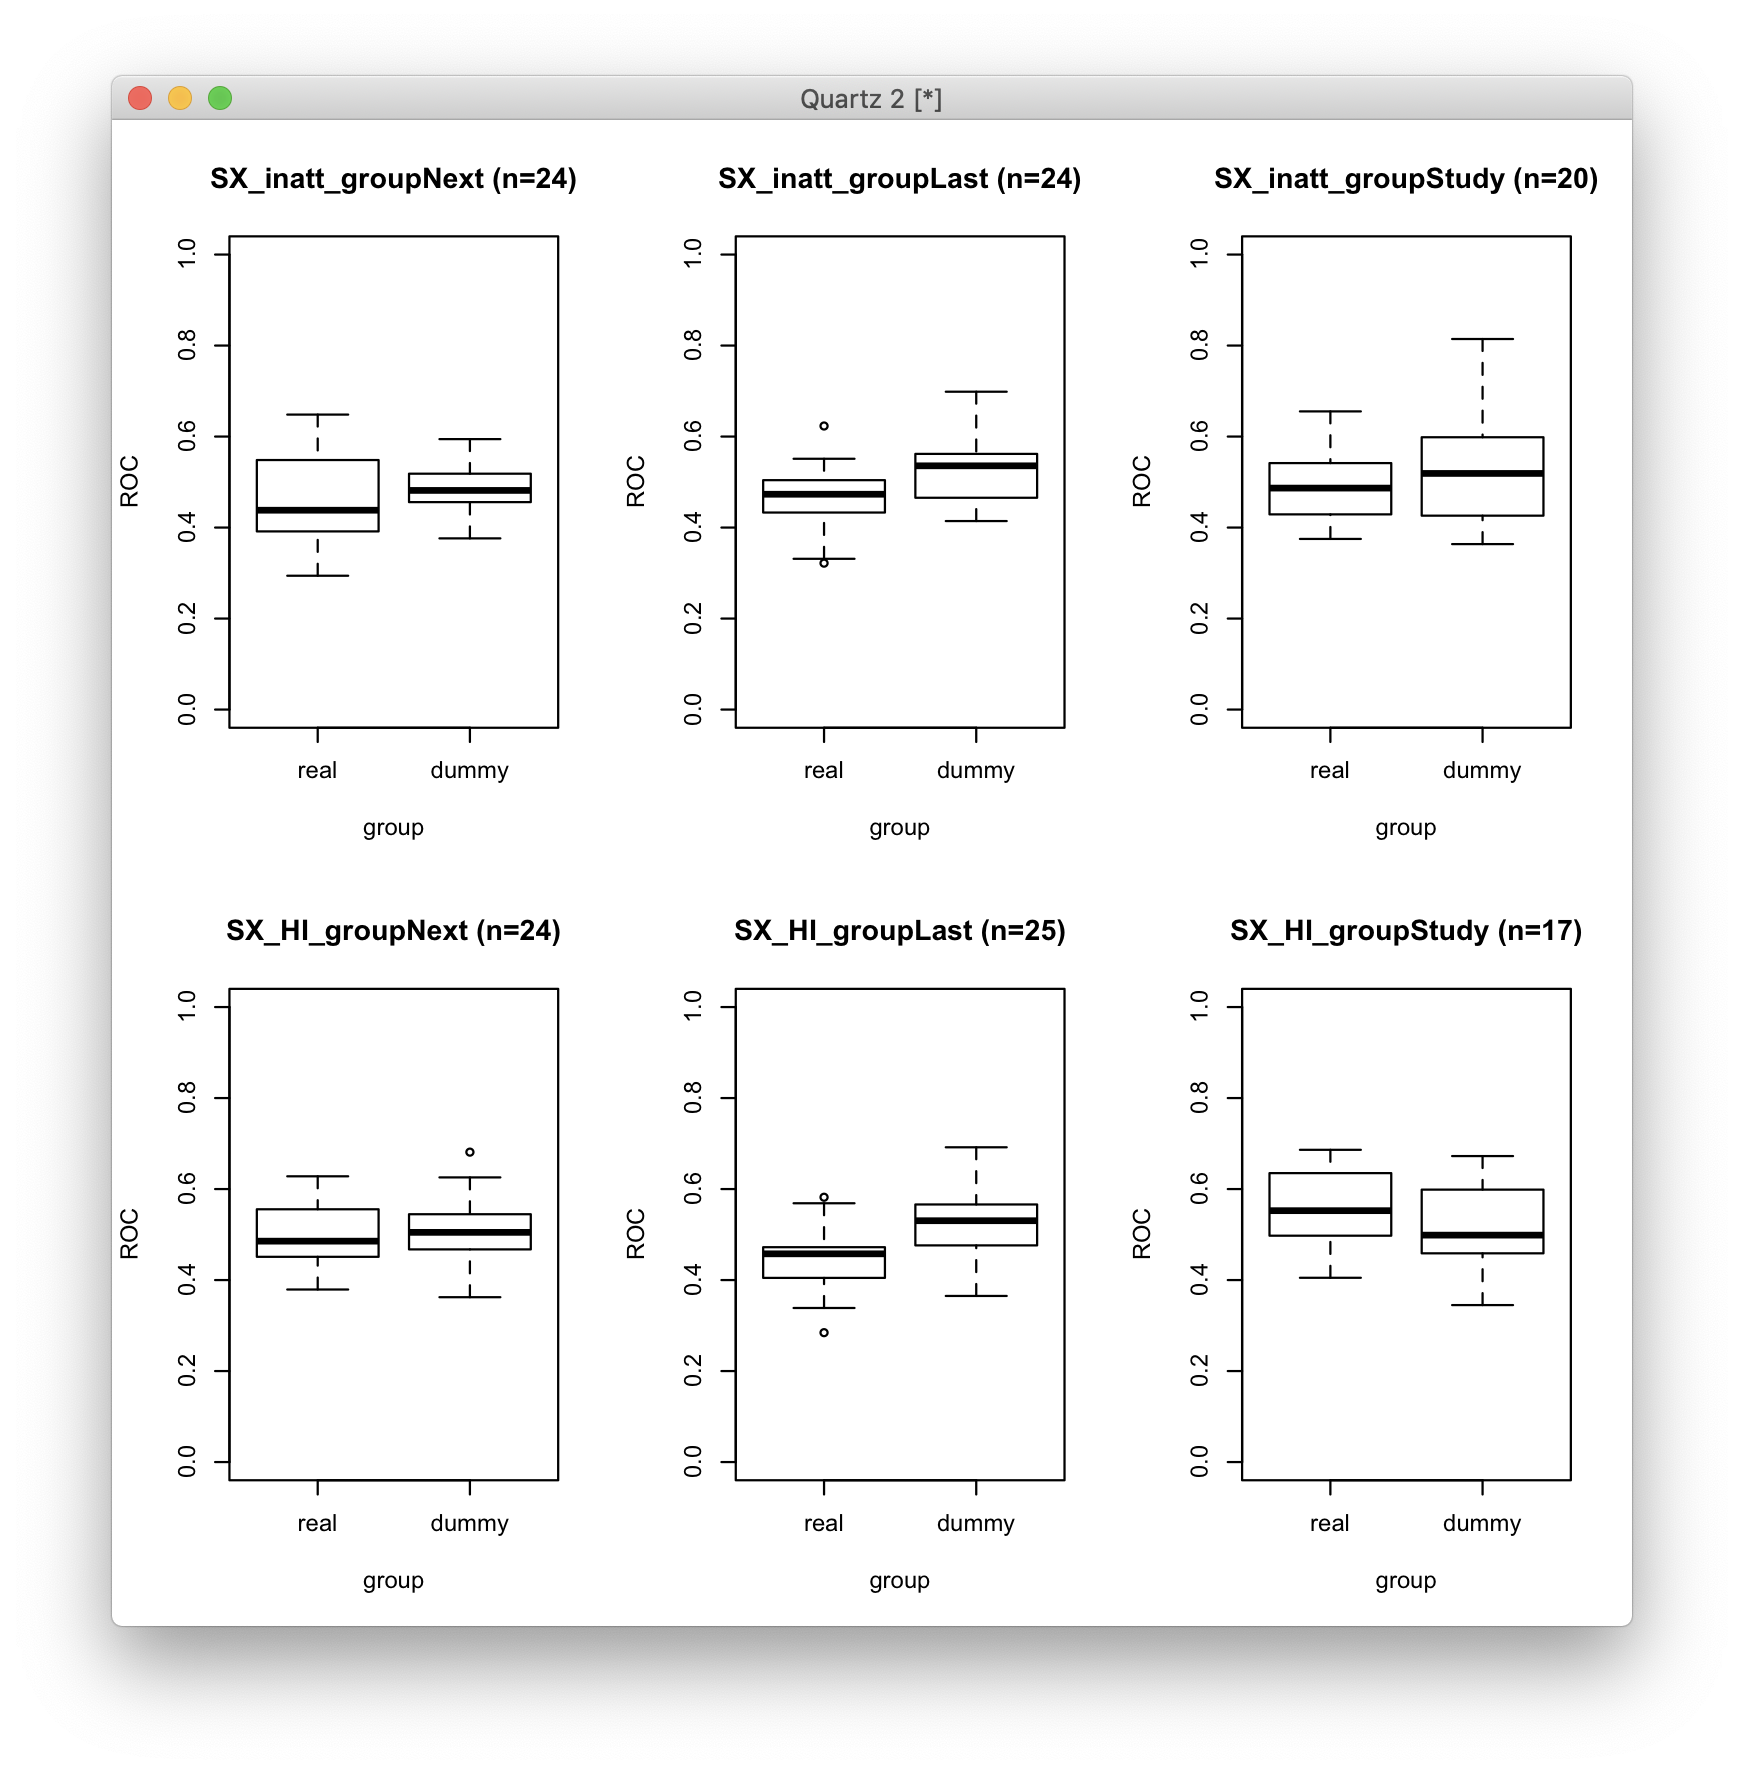 Quartz 2 [*]
SX_inatt_groupNext (n=24)
ROC
1.0
0.8
0.6
0.4
0.2
0.0
real dummy
group
SX_inatt_groupLast (n=24)
ROC
1.0
0.8
0.6
0.4
0.2
0.0
real dummy
group
SX_inatt_groupStudy (n=20)
ROC
1.0
0.8
0.6
0.4
0.2
0.0
real dummy
group
SX_HI_groupNext (n=24)
ROC
1.0
0.8
0.6
0.4
0.2
0.0
real dummy
group
SX_HI_groupLast (n=25)
ROC
1.0
0.8
0.6
0.4
0.2
0.0
real dummy
group
SX_HI_groupStudy (n=17)
ROC
1.0
0.8
0.6
0.4
0.2
0.0
real dummy
group